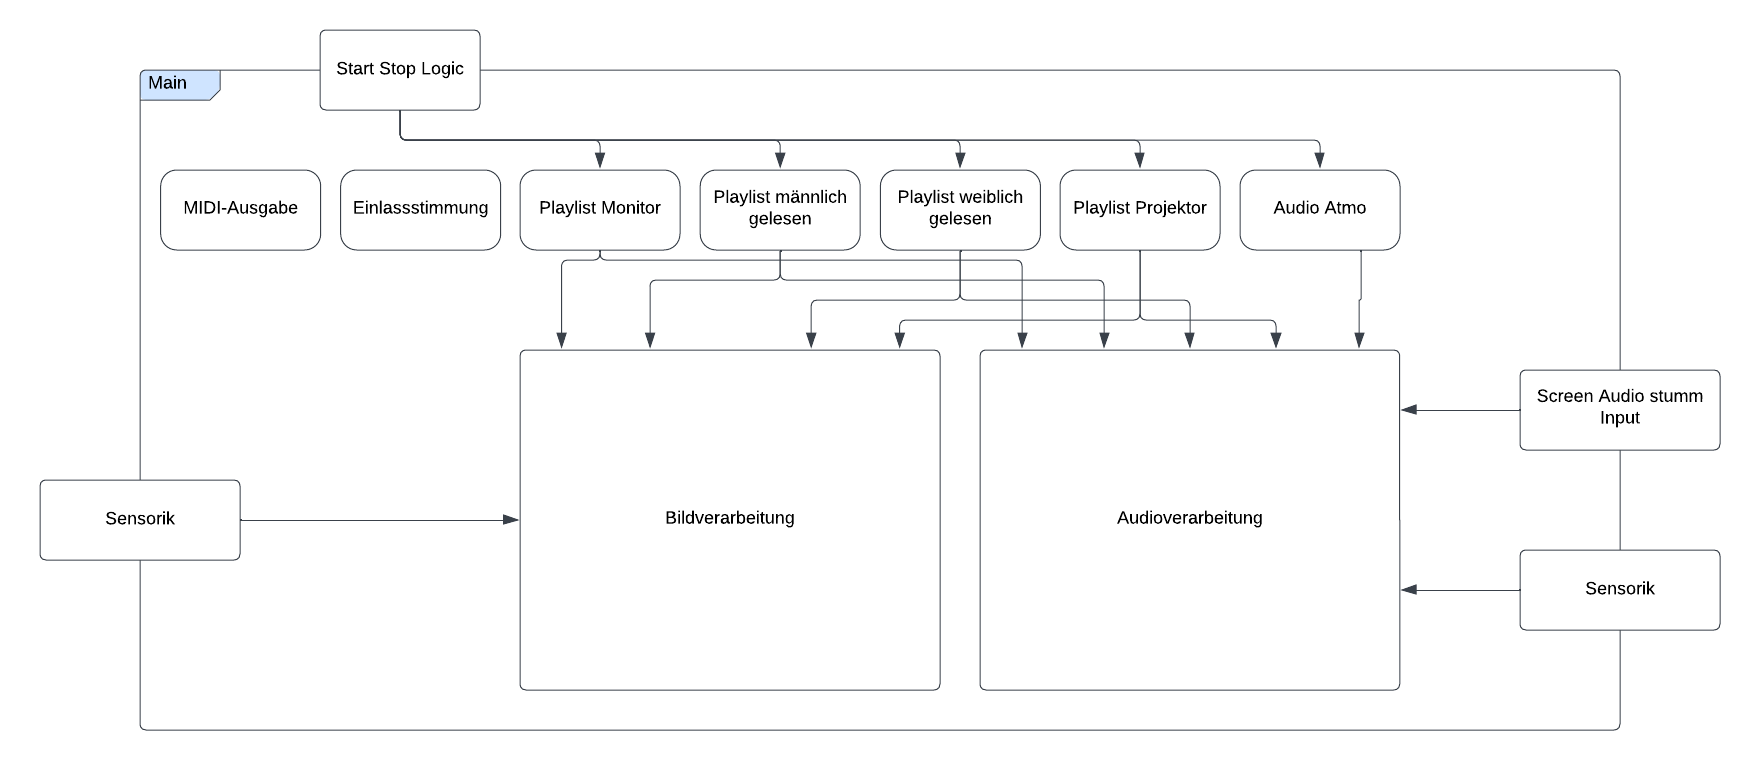 Start Stop Logic
Main
MIDI-Ausgabe
Einlassstimmung
Playlist Monitor
Playlist männlich
gelesen
Playlist weiblich
gelesen
Playlist Projektor
Audio Atmo
Screen Audio stumm
Input
Sensorik
Bildverarbeitung
Audioverarbeitung
Sensorik